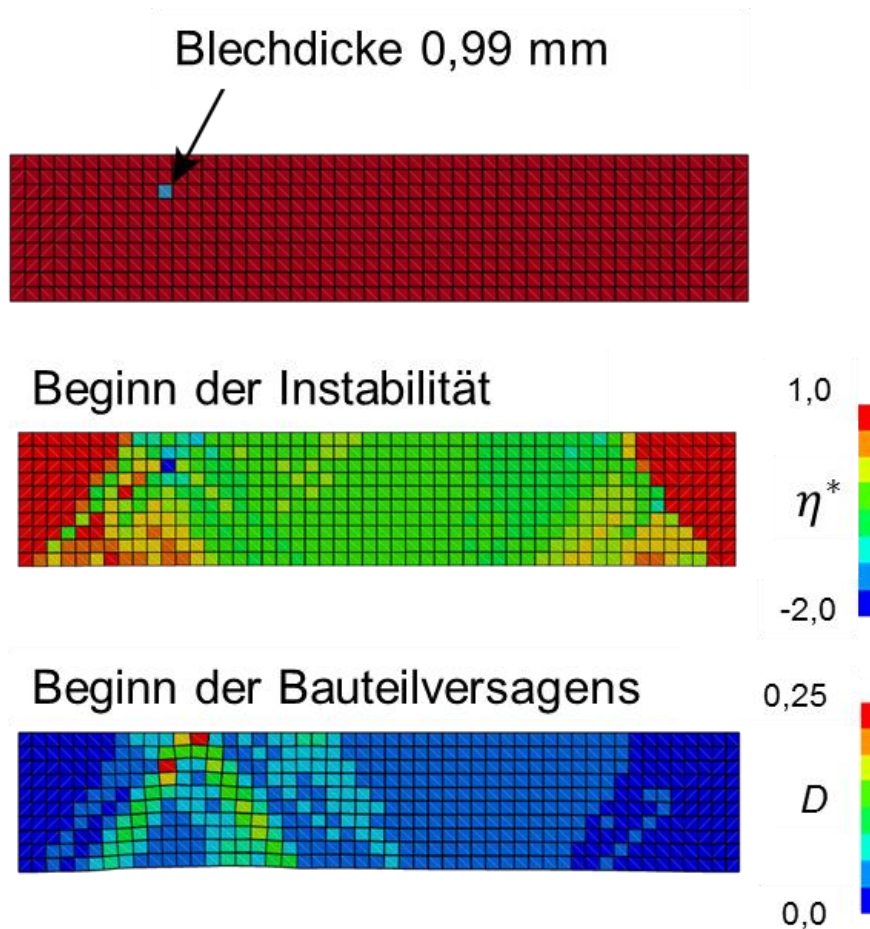 Blechdicke 0,99 mm
Beginn der Instabilität
1,0
η*
-2,0
Beginn der Bauteilversagens
0,25
D
0,0